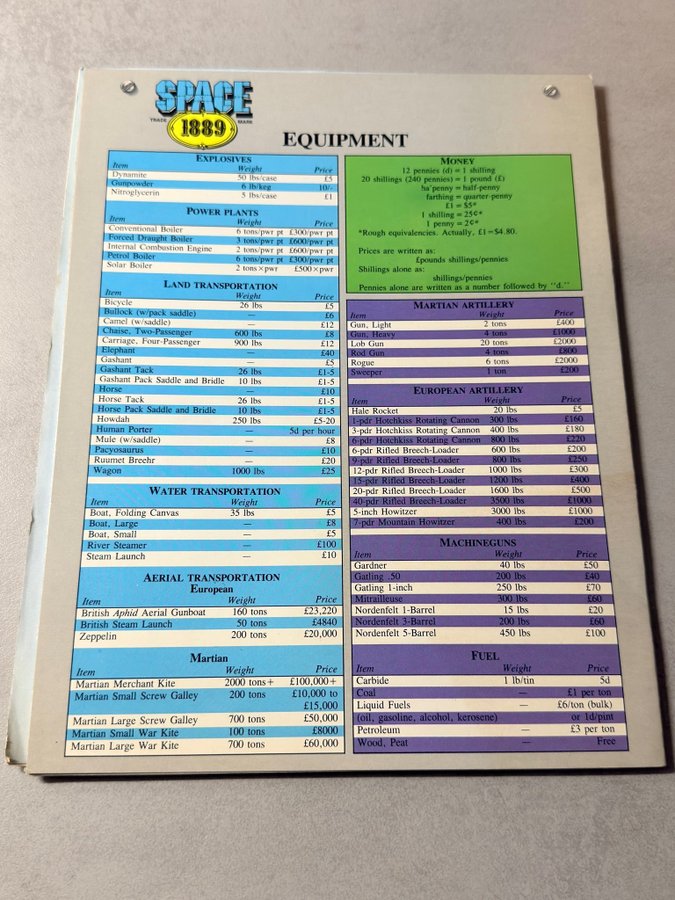 SPACE
TRADE MARK
1889
EQUIPMENT
EXPLOSIVES
Item Weight Price
Dynamite 50 lbs/case £5
Gunpowder 6 lb/keg 10/-
Nitroglycerin 5 lbs/case £1
POWER PLANTS
Item Weight Price
Conventional Boiler 6 tons/pwr pt £300/pwr pt
Forced Draught Boiler 3 tons/pwr pt £600/pwr pt
Internal Combustion Engine 2 tons/pwr pt £600/pwr pt
Petrol Boiler 6 tons/pwr pt £300/pwr pt
Solar Boiler 2 tons×pwr £500×pwr
LAND TRANSPORTATION
Item Weight Price
Bicycle 26 lbs £5
Bullock (w/pack saddle) — £6
Camel (w/saddle) — £12
Chaise, Two-Passenger 600 lbs £8
Carriage, Four-Passenger 900 lbs £12
Elephant — £40
Gashant — £5
Gashant Tack 26 lbs £1-5
Gashant Pack Saddle and Bridle 10 lbs £1-5
Horse — £10
Horse Tack 26 lbs £1-5
Horse Pack Saddle and Bridle 10 lbs £1-5
Howdah 250 lbs £5-20
Human Porter — 5d per hour
Mule (w/saddle) — £8
Pacyosaurus — £10
Ruumet Breehr — £20
Wagon 1000 lbs £25
WATER TRANSPORTATION
Item Weight Price
Boat, Folding Canvas 35 lbs £5
Boat, Large — £8
Boat, Small — £5
River Steamer — £100
Steam Launch — £10
AERIAL TRANSPORTATION
European
Item Weight Price
British Aphid Aerial Gunboat 160 tons £23,220
British Steam Launch 50 tons £4840
Zeppelin 200 tons £20,000
Martian
Item Weight Price
Martian Merchant Kite 2000 tons+ £100,000+
Martian Small Screw Galley 200 tons £10,000 to
£15,000
Martian Large Screw Galley 700 tons £50,000
Martian Small War Kite 100 tons £8000
Martian Large War Kite 700 tons £60,000
MONEY
12 pennies (d) = 1 shilling
20 shillings (240 pennies) = 1 pound (£)
ha'penny = half-penny
farthing = quarter-penny
£1 = $5*
1 shilling = 25¢*
1 penny = 2¢*
*Rough equivalencies. Actually, £1=$4.80.
Prices are written as:
£pounds shillings/pennies
Shillings alone as:
shillings/pennies
Pennies alone are written as a number followed by "d."
MARTIAN ARTILLERY
Item Weight Price
Gun, Light 2 tons £400
Gun, Heavy 4 tons £1000
Lob Gun 20 tons £2000
Rod Gun 4 tons £800
Rogue 6 tons £2000
Sweeper 1 ton £200
EUROPEAN ARTILLERY
Item Weight Price
Hale Rocket 20 lbs £5
1-pdr Hotchkiss Rotating Cannon 300 lbs £160
3-pdr Hotchkiss Rotating Cannon 400 lbs £180
6-pdr Hotchkiss Rotating Cannon 800 lbs £220
6-pdr Rifled Breech-Loader 600 lbs £200
9-pdr Rifled Breech-Loader 800 lbs £250
12-pdr Rifled Breech-Loader 1000 lbs £300
15-pdr Rifled Breech-Loader 1200 lbs £400
20-pdr Rifled Breech-Loader 1600 lbs £500
40-pdr Rifled Breech-Loader 3500 lbs £1000
5-inch Howitzer 3000 lbs £1000
7-pdr Mountain Howitzer 400 lbs £200
MACHINEGUNS
Item Weight Price
Gardner 40 lbs £50
Gatling .50 200 lbs £40
Gatling 1-inch 250 lbs £70
Mitrailleuse 300 lbs £60
Nordenfelt 1-Barrel 15 lbs £20
Nordenfelt 3-Barrel 200 lbs £60
Nordenfelt 5-Barrel 450 lbs £100
FUEL
Item Weight Price
Carbide 1 lb/tin 5d
Coal — £1 per ton
Liquid Fuels — £6/ton (bulk)
(oil, gasoline, alcohol, kerosene) or 1d/pint
Petroleum — £3 per ton
Wood, Peat — Free